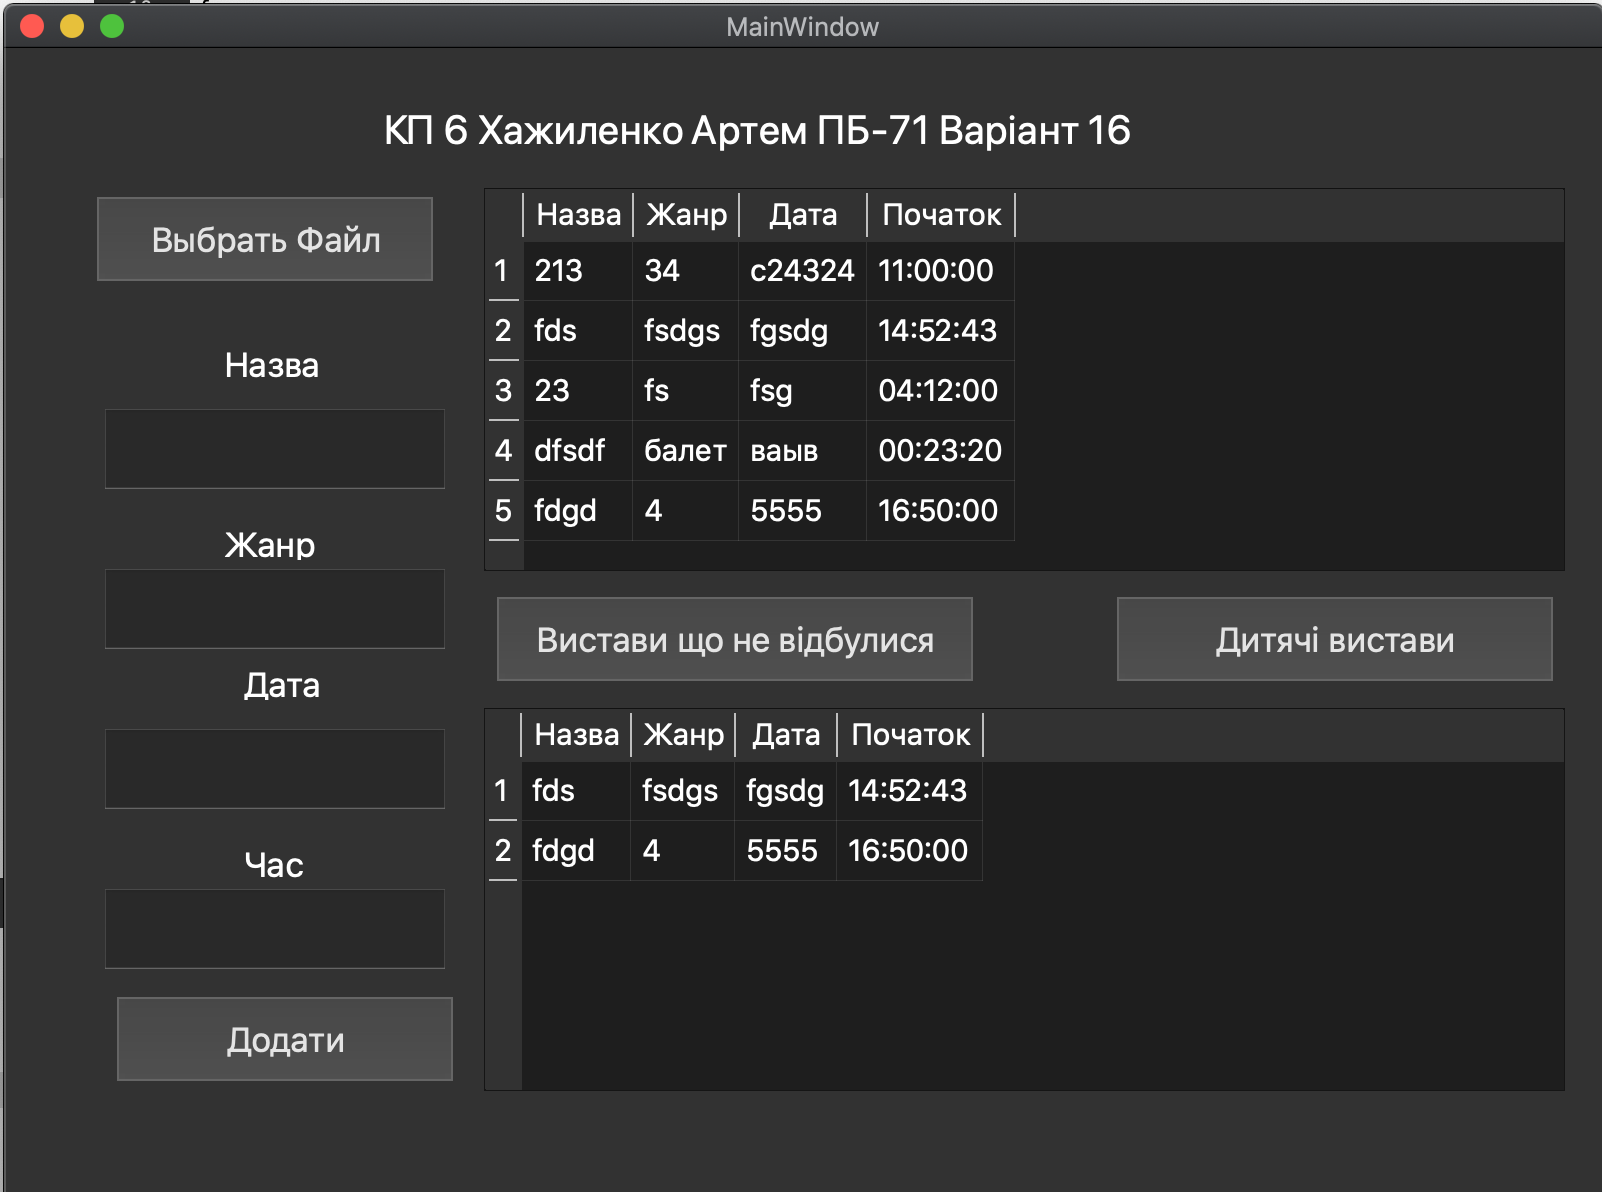 MainWindow
КП 6 Хажиленко Артем ПБ-71 Варіант 16
Выбрать Файл
Назва
Жанр
Дата
Час
Додати
Назва Жанр Дата Початок
1 213 34 с24324 11:00:00
2 fds fsdgs fgsdg 14:52:43
3 23 fs fsg 04:12:00
4 dfsdf балет ваыв 00:23:20
5 fdgd 4 5555 16:50:00
Вистави що не відбулися
Дитячі вистави
Назва Жанр Дата Початок
1 fds fsdgs fgsdg 14:52:43
2 fdgd 4 5555 16:50:00